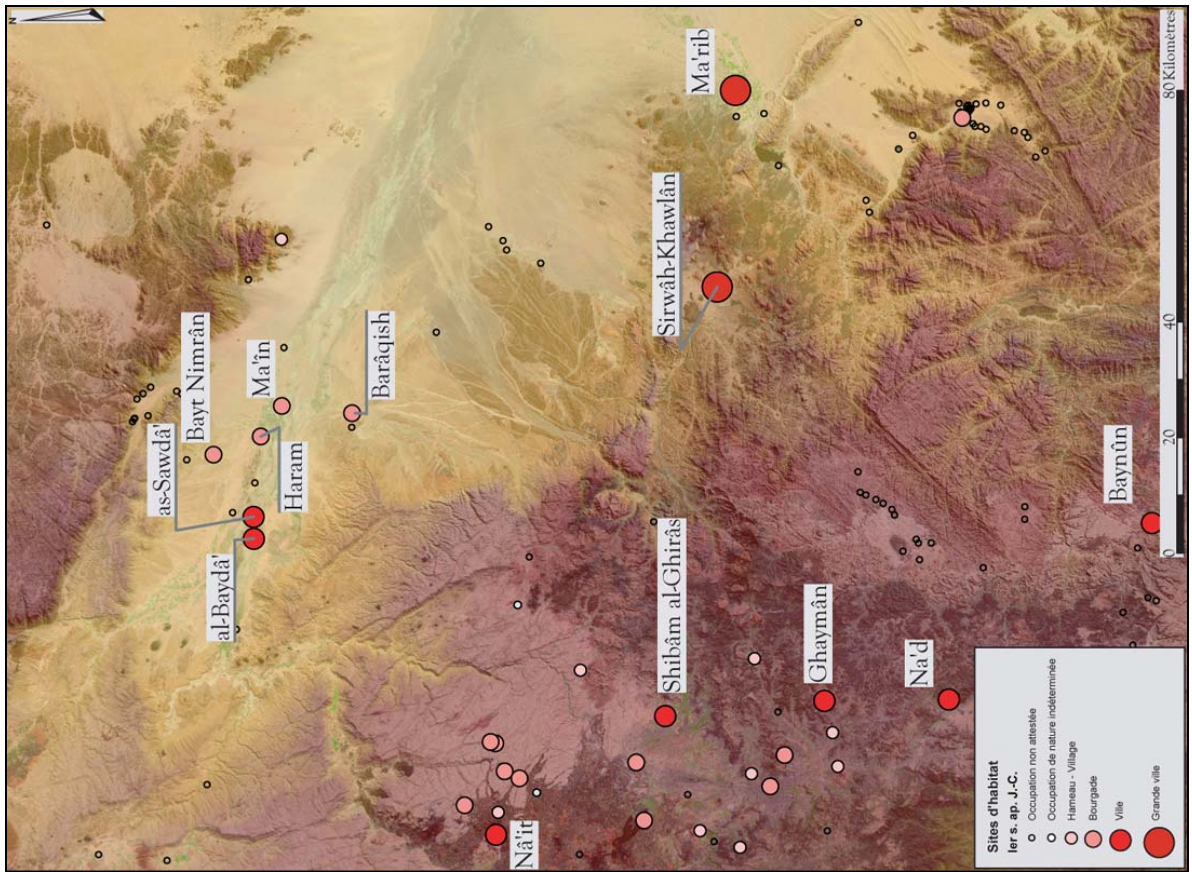 N
Bayt Nimrân
as-Sawdâ'
Ma'în
al-Baydâ'
Haram
Barâqish
Ma'rib
Sirwâh-Khawlân
Nâ'it
Shibâm al-Ghirâs
Ghaymân
Na'd
Baynûn
0 20 40 80 Kilomètres
Sites d'habitat
Ier s. ap. J.-C.
Occupation non attestée
Occupation de nature indéterminée
Hameau - Village
Bourgade
Ville
Grande ville